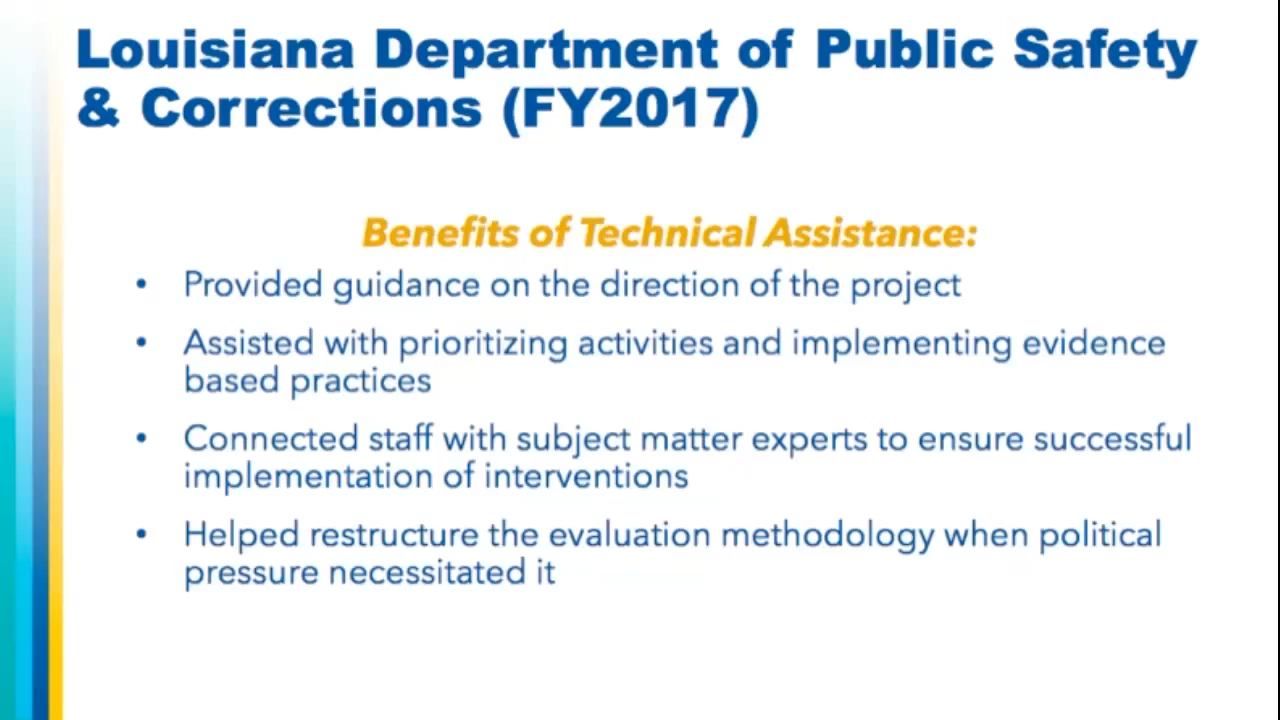 Louisiana Department of Public Safety
& Corrections (FY2017)
Benefits of Technical Assistance:
• Provided guidance on the direction of the project
• Assisted with prioritizing activities and implementing evidence
based practices
• Connected staff with subject matter experts to ensure successful
implementation of interventions
• Helped restructure the evaluation methodology when political
pressure necessitated it